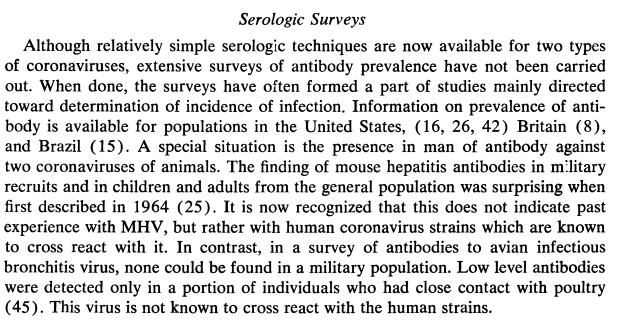 Serologic Surveys
Although relatively simple serologic techniques are now available for two types
of coronaviruses, extensive surveys of antibody prevalence have not been carried
out. When done, the surveys have often formed a part of studies mainly directed
toward determination of incidence of infection. Information on prevalence of anti-
body is available for populations in the United States, (16, 26, 42) Britain (8),
and Brazil (15). A special situation is the presence in man of antibody against
two coronaviruses of animals. The finding of mouse hepatitis antibodies in military
recruits and in children and adults from the general population was surprising when
first described in 1964 (25). It is now recognized that this does not indicate past
experience with MHV, but rather with human coronavirus strains which are known
to cross react with it. In contrast, in a survey of antibodies to avian infectious
bronchitis virus, none could be found in a military population. Low level antibodies
were detected only in a portion of individuals who had close contact with poultry
(45). This virus is not known to cross react with the human strains.